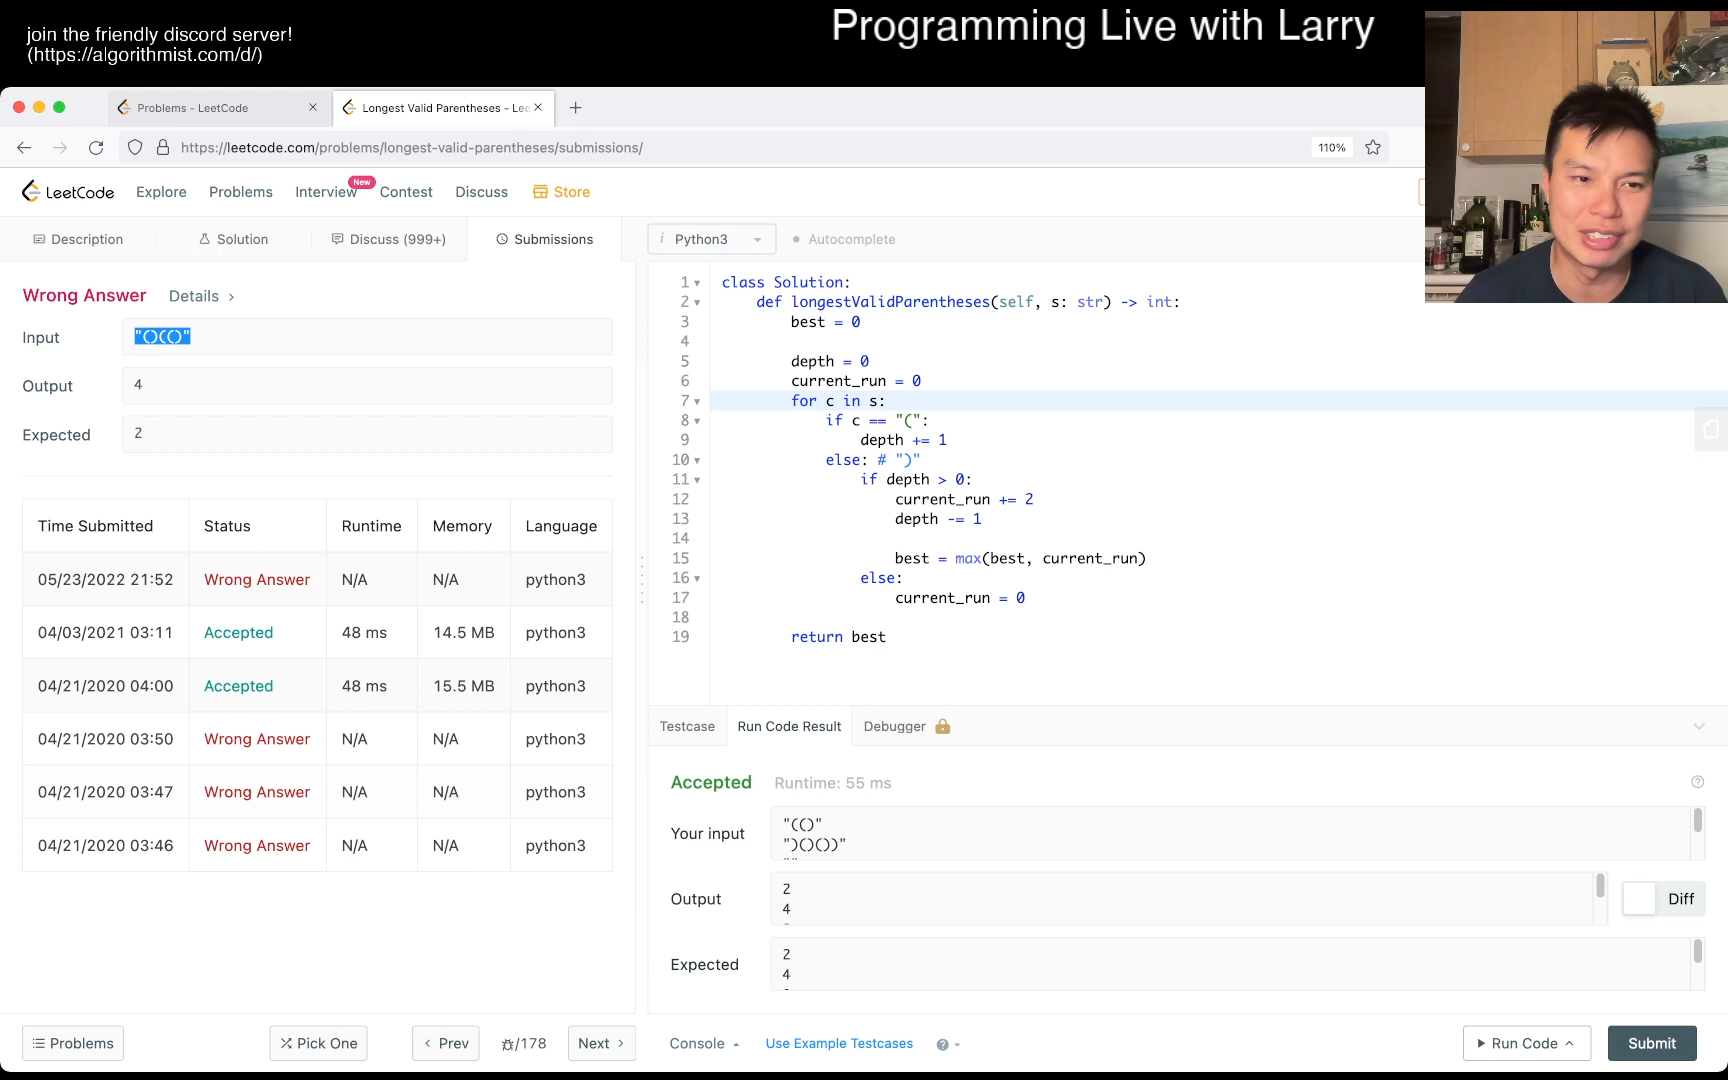 join the friendly discord server!
(https://algorithmist.com/d/)
Programming Live with Larry
Problems - LeetCode
Longest Valid Parentheses - Lee
https://leetcode.com/problems/longest-valid-parentheses/submissions/
110%
LeetCode
Explore
Problems
Interview
New
Contest
Discuss
Store
Description
Solution
Discuss (999+)
Submissions
i Python3
Autocomplete
Wrong Answer
Details
Input
"()(()"
Output
4
Expected
2
Time Submitted Status Runtime Memory Language
05/23/2022 21:52 Wrong Answer N/A N/A python3
04/03/2021 03:11 Accepted 48 ms 14.5 MB python3
04/21/2020 04:00 Accepted 48 ms 15.5 MB python3
04/21/2020 03:50 Wrong Answer N/A N/A python3
04/21/2020 03:47 Wrong Answer N/A N/A python3
04/21/2020 03:46 Wrong Answer N/A N/A python3
1 class Solution:
2 def longestValidParentheses(self, s: str) -> int:
3 best = 0
4
5 depth = 0
6 current_run = 0
7 for c in s:
8 if c == "(":
9 depth += 1
10 else: # ")"
11 if depth > 0:
12 current_run += 2
13 depth -= 1
14
15 best = max(best, current_run)
16 else:
17 current_run = 0
18
19 return best
Testcase
Run Code Result
Debugger
Accepted
Runtime: 55 ms
Your input
"(()"
")()())"
""
Output
2
4
Diff
Expected
2
4
Problems
Pick One
Prev
/178
Next
Console
Use Example Testcases
Run Code
Submit